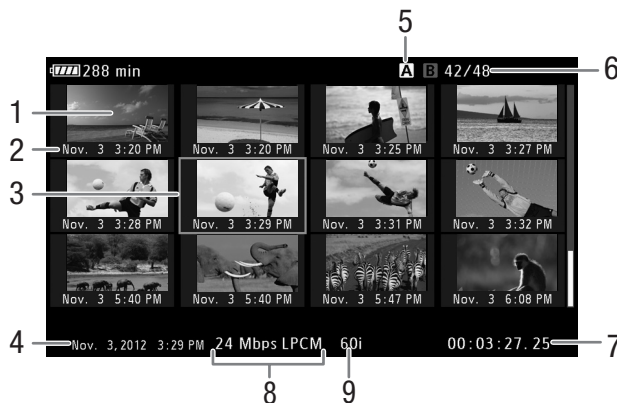 5
288 min A B 42/48 6
1
2 Nov. 3 3:20 PM Nov. 3 3:20 PM Nov. 3 3:25 PM Nov. 3 3:27 PM
3
Nov. 3 3:28 PM Nov. 3 3:29 PM Nov. 3 3:31 PM Nov. 3 3:32 PM
Nov. 3 5:40 PM Nov. 3 5:40 PM Nov. 3 5:47 PM Nov. 3 6:08 PM
4 Nov. 3,2012 3:29 PM 24 Mbps LPCM 60i 00:03:27.25 7
8 9